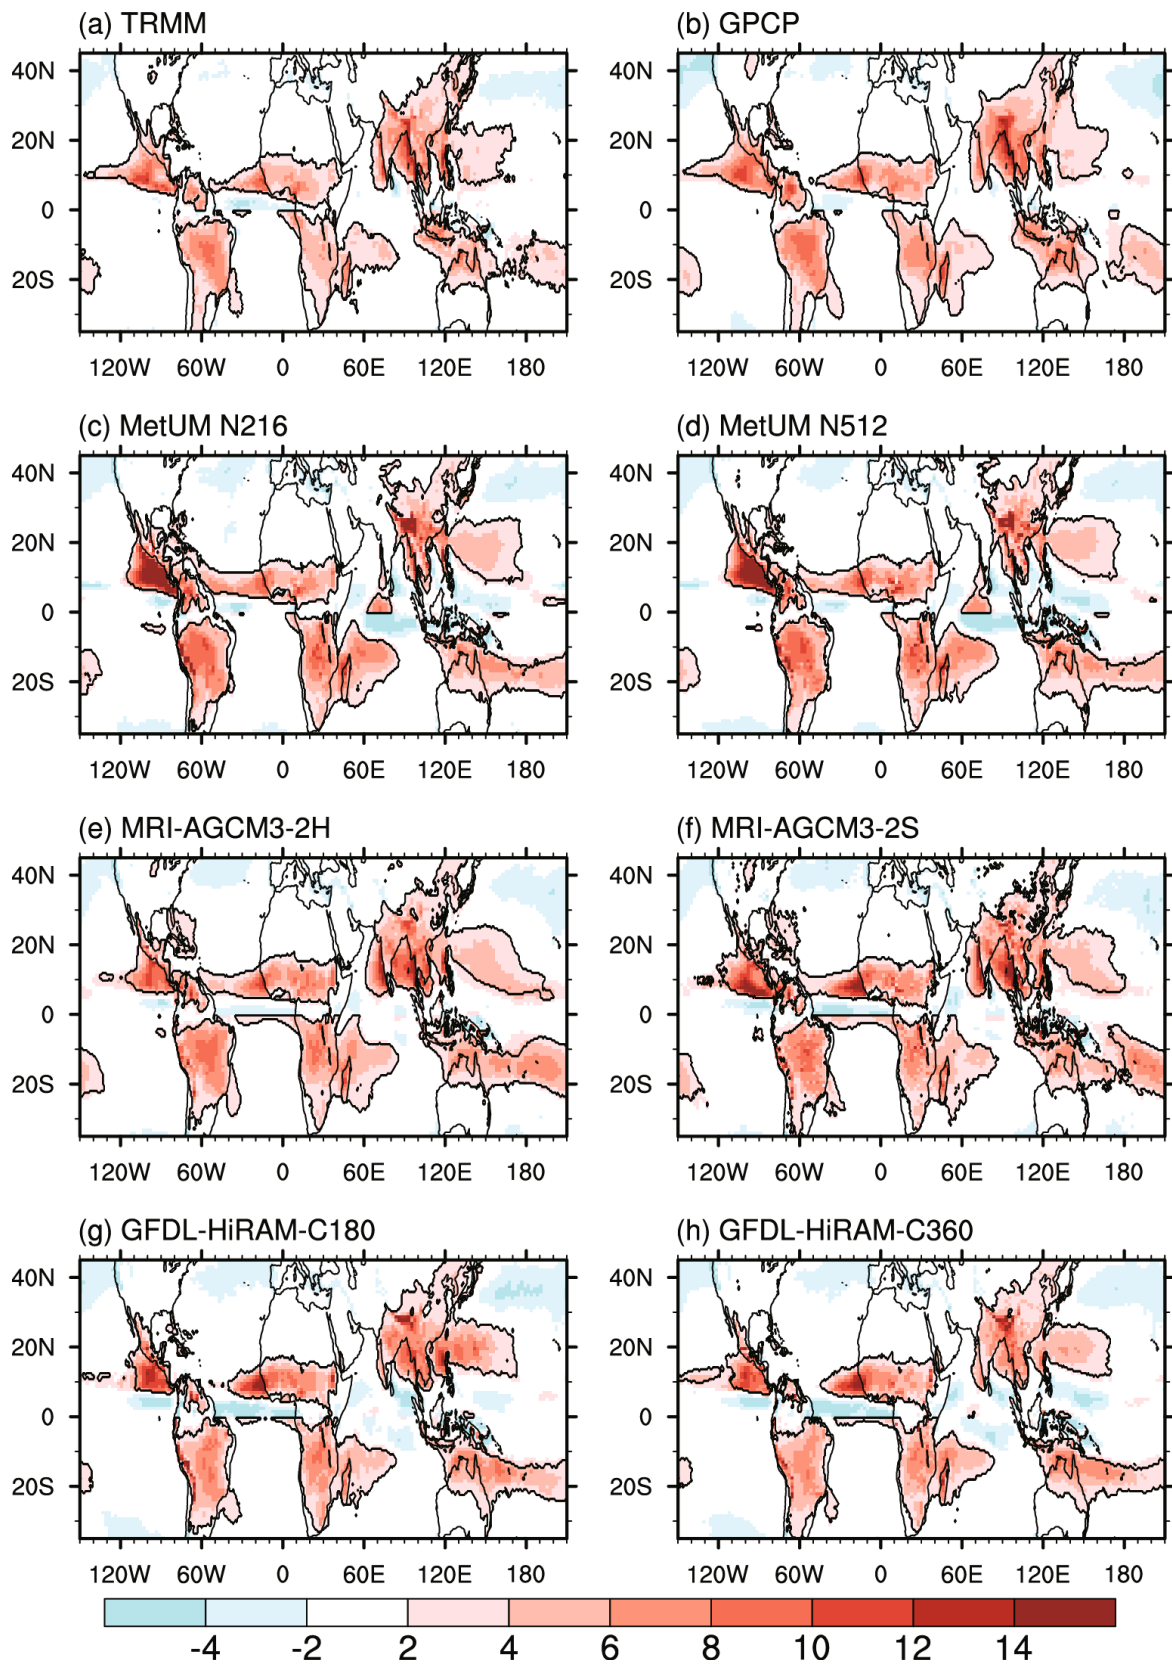 (a) TRMM
(b) GPCP
40N
20N
0
20S
40N
20N
0
20S
120W 60W 0 60E 120E 180
120W 60W 0 60E 120E 180
(c) MetUM N216
(d) MetUM N512
40N
20N
0
20S
40N
20N
0
20S
120W 60W 0 60E 120E 180
120W 60W 0 60E 120E 180
(e) MRI-AGCM3-2H
(f) MRI-AGCM3-2S
40N
20N
0
20S
40N
20N
0
20S
120W 60W 0 60E 120E 180
120W 60W 0 60E 120E 180
(g) GFDL-HiRAM-C180
(h) GFDL-HiRAM-C360
40N
20N
0
20S
40N
20N
0
20S
120W 60W 0 60E 120E 180
120W 60W 0 60E 120E 180
-4 -2 2 4 6 8 10 12 14